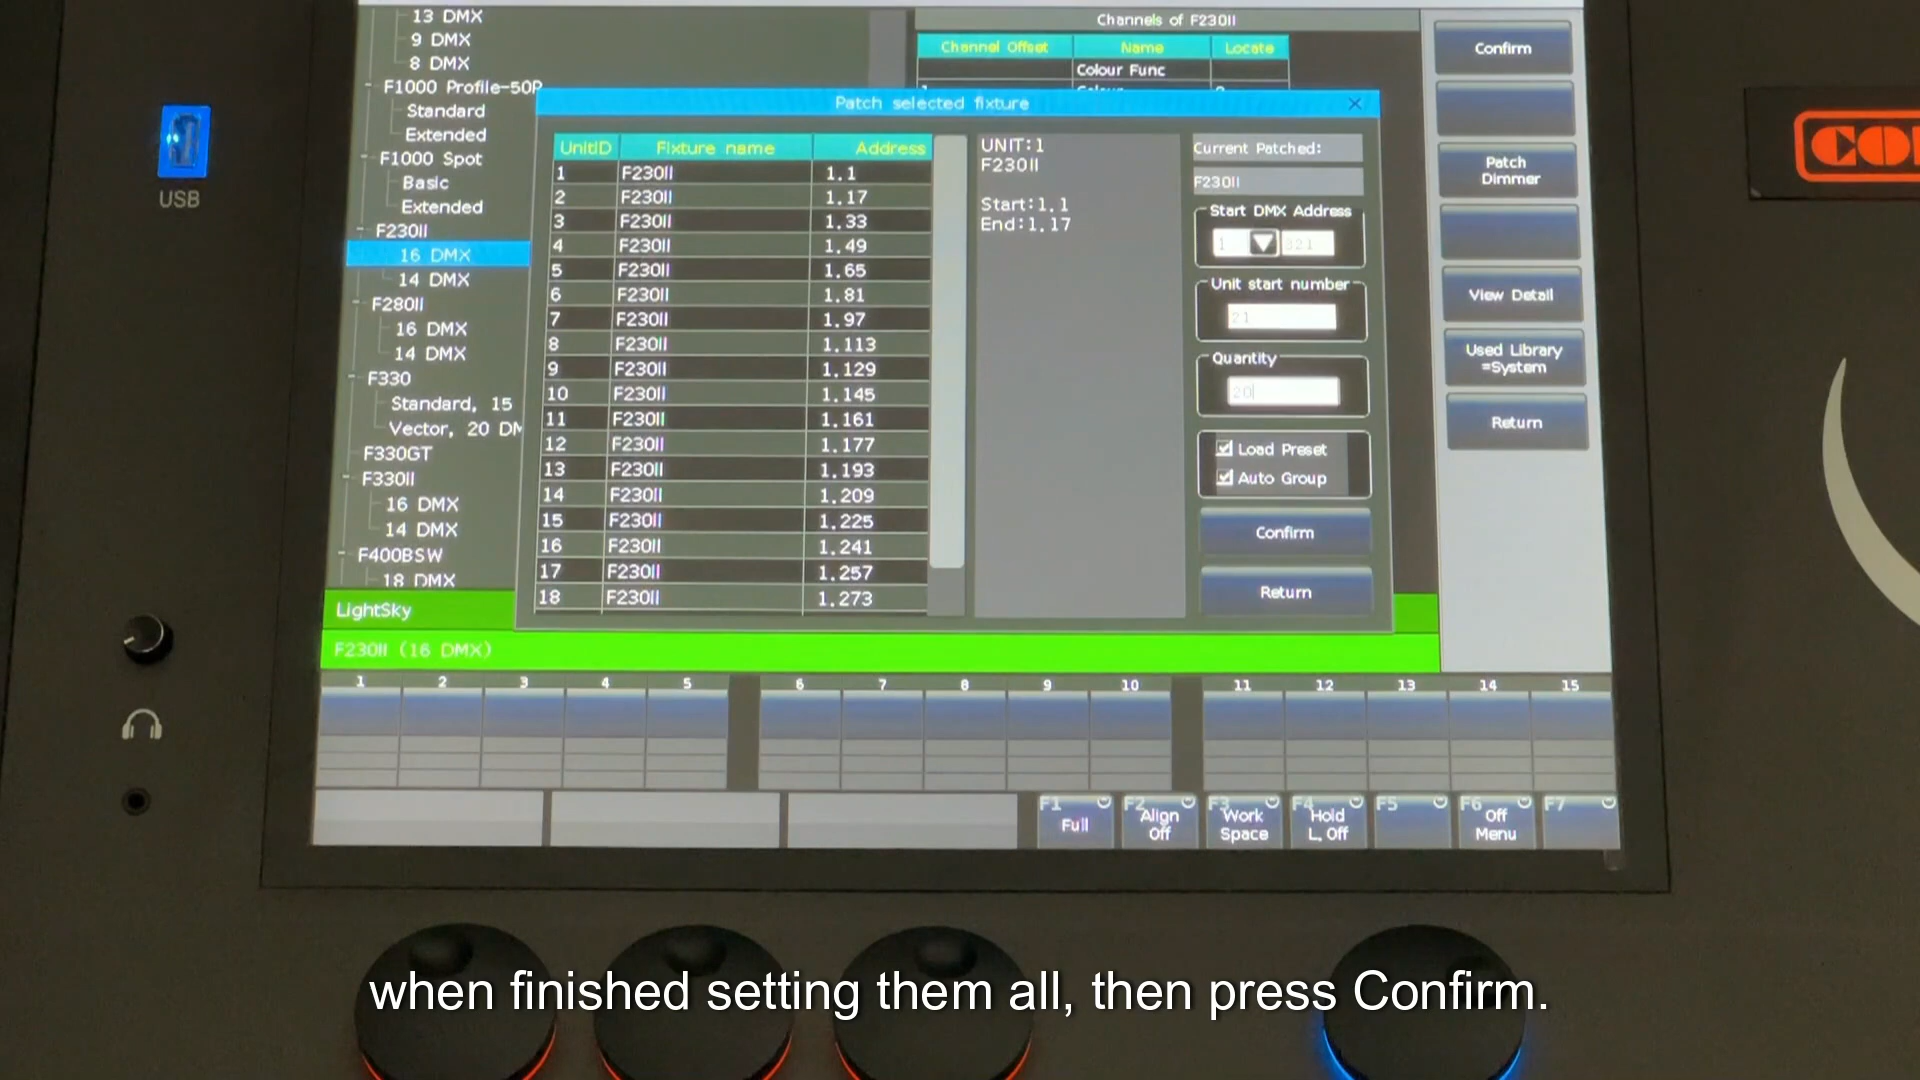 13 DMX
9 DMX
8 DMX
F1000 Profile-50P
Standard
Extended
F1000 Spot
Basic
Extended
F230II
16 DMX
14 DMX
F280II
16 DMX
14 DMX
F330
Standard, 15
Vector, 20 DM
F330GT
F330II
16 DMX
14 DMX
F400BSW
18 DMX
LightSky
F230II (16 DMX)
Channels of F230II
Channel Offset Name Locate
Colour Func
Patch selected fixture
UnitID Fixture name Address
1 F230II 1.1
2 F230II 1.17
3 F230II 1.33
4 F230II 1.49
5 F230II 1.65
6 F230II 1.81
7 F230II 1.97
8 F230II 1.113
9 F230II 1.129
10 F230II 1.145
11 F230II 1.161
12 F230II 1.177
13 F230II 1.193
14 F230II 1.209
15 F230II 1.225
16 F230II 1.241
17 F230II 1.257
18 F230II 1.273
UNIT:1
F230II
Start:1.1
End:1.17
Current Patched:
F230II
Start DMX Address
1 321
Unit start number
21
Quantity
20
Load Preset
Auto Group
Confirm
Return
Confirm
Patch
Dimmer
View Detail
Used Library
=System
Return
USB
1 2 3 4 5 6 7 8 9 10 11 12 13 14 15
F1 Full
F2 Align Off
F3 Work Space
F4 Hold L. Off
F5
F6 Off Menu
F7
when finished setting them all, then press Confirm.